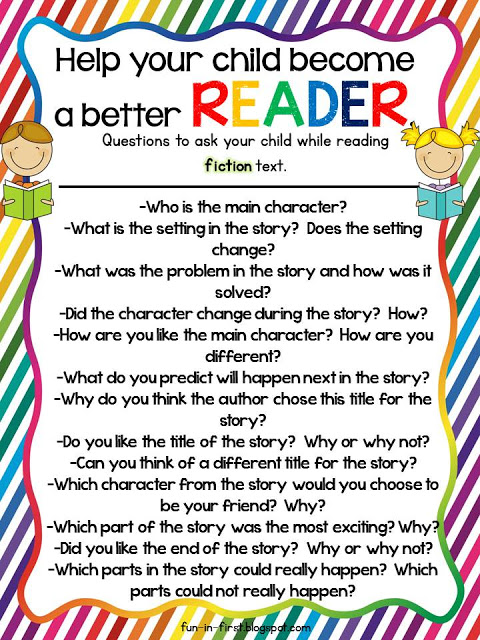 Help your child become
a better READER
Questions to ask your child while reading
fiction text.
-Who is the main character?
-What is the setting in the story? Does the setting
change?
-What was the problem in the story and how was it
solved?
-Did the character change during the story? How?
-How are you like the main character? How are you
different?
-What do you predict will happen next in the story?
-Why do you think the author chose this title for the
story?
-Do you like the title of the story? Why or why not?
-Can you think of a different title for the story?
-Which character from the story would you choose to
be your friend? Why?
-Which part of the story was the most exciting? Why?
-Did you like the end of the story? Why or why not?
-Which parts in the story could really happen? Which
parts could not really happen?
fun-in-first.blogspot.com